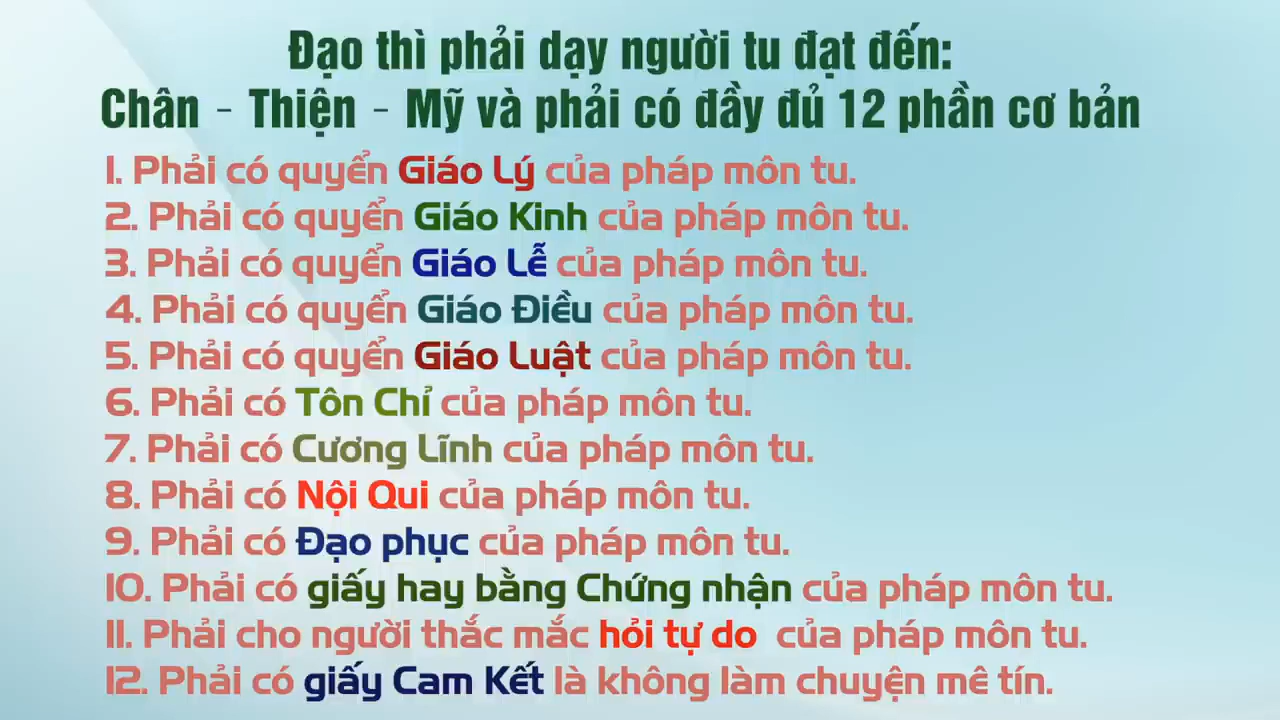 Đạo thì phải dạy người tu đạt đến:
Chân - Thiện - Mỹ và phải có đầy đủ 12 phần cơ bản
1. Phải có quyển Giáo Lý của pháp môn tu.
2. Phải có quyển Giáo Kinh của pháp môn tu.
3. Phải có quyển Giáo Lễ của pháp môn tu.
4. Phải có quyển Giáo Điều của pháp môn tu.
5. Phải có quyển Giáo Luật của pháp môn tu.
6. Phải có Tôn Chỉ của pháp môn tu.
7. Phải có Cương Lĩnh của pháp môn tu.
8. Phải có Nội Qui của pháp môn tu.
9. Phải có Đạo phục của pháp môn tu.
10. Phải có giấy hay bằng Chứng nhận của pháp môn tu.
11. Phải cho người thắc mắc hỏi tự do của pháp môn tu.
12. Phải có giấy Cam Kết là không làm chuyện mê tín.